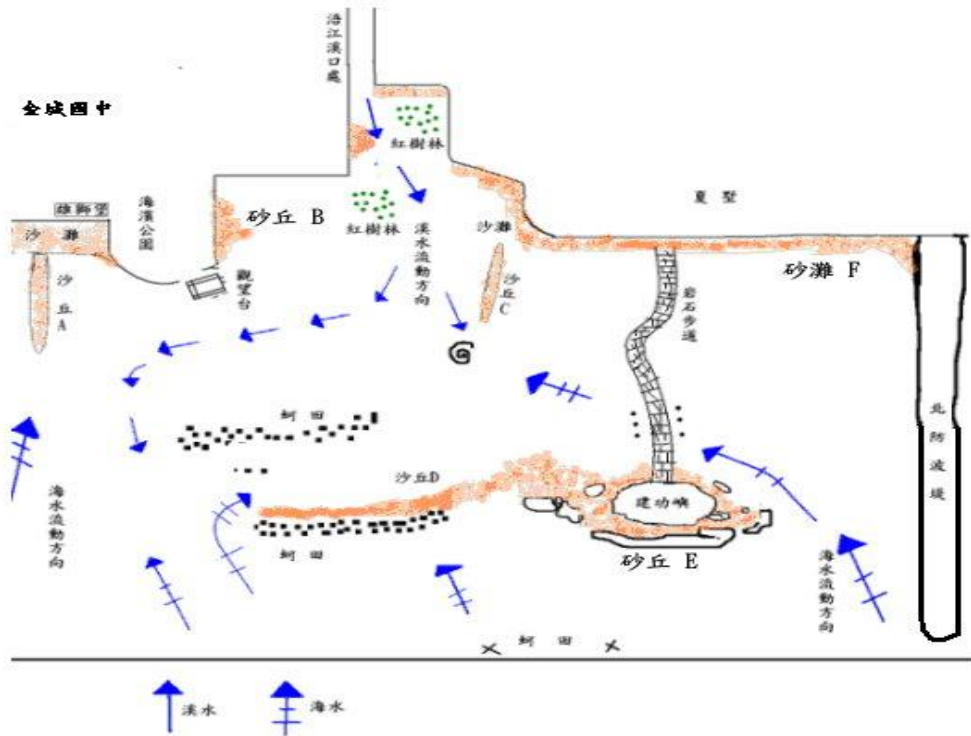 浯江溪口處
金城國中
紅樹林
夏墅
雄獅堡
海濱公園
砂丘 B
紅樹林
溪水流動方向
沙灘
沙灘
砂灘 F
沙丘A
觀望台
沙丘C
岩石步道
北防波堤
蚵田
沙丘D
建功嶼
海水流動方向
蚵田
砂丘 E
海水流動方向
蚵田
溪水
海水